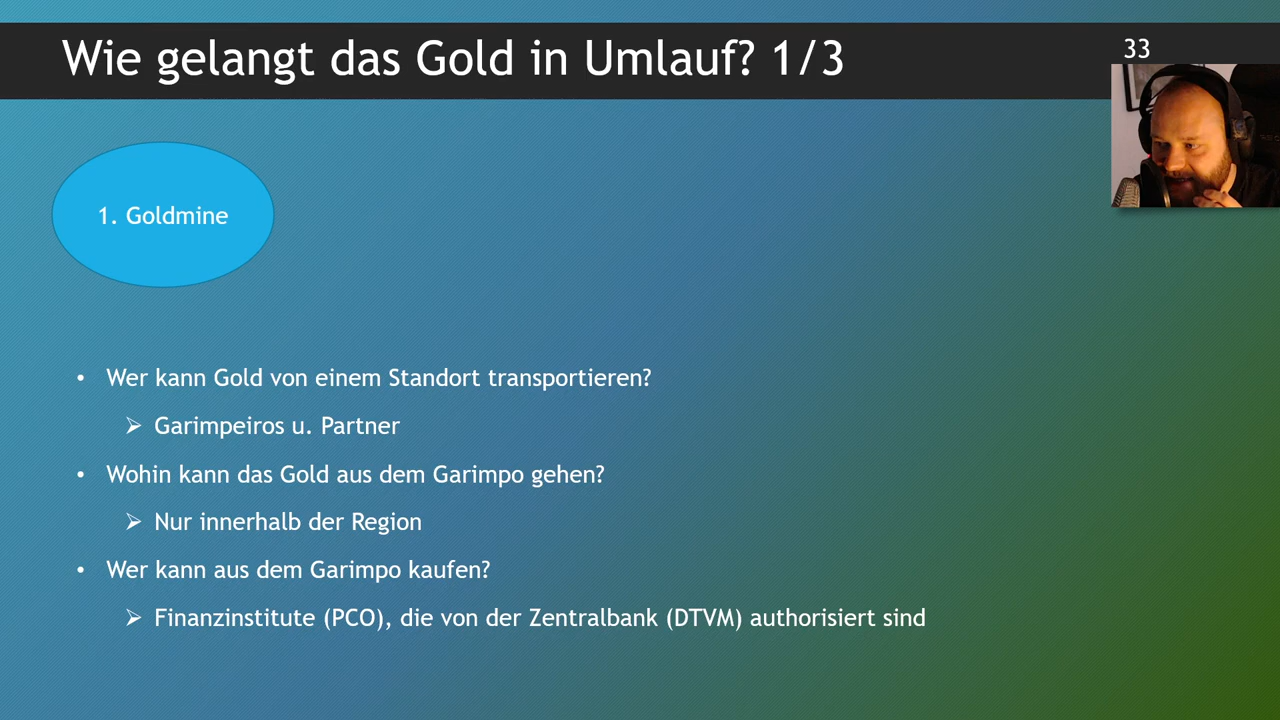 Wie gelangt das Gold in Umlauf? 1/3
33
1. Goldmine
• Wer kann Gold von einem Standort transportieren?
➢ Garimpeiros u. Partner
• Wohin kann das Gold aus dem Garimpo gehen?
➢ Nur innerhalb der Region
• Wer kann aus dem Garimpo kaufen?
➢ Finanzinstitute (PCO), die von der Zentralbank (DTVM) authorisiert sind